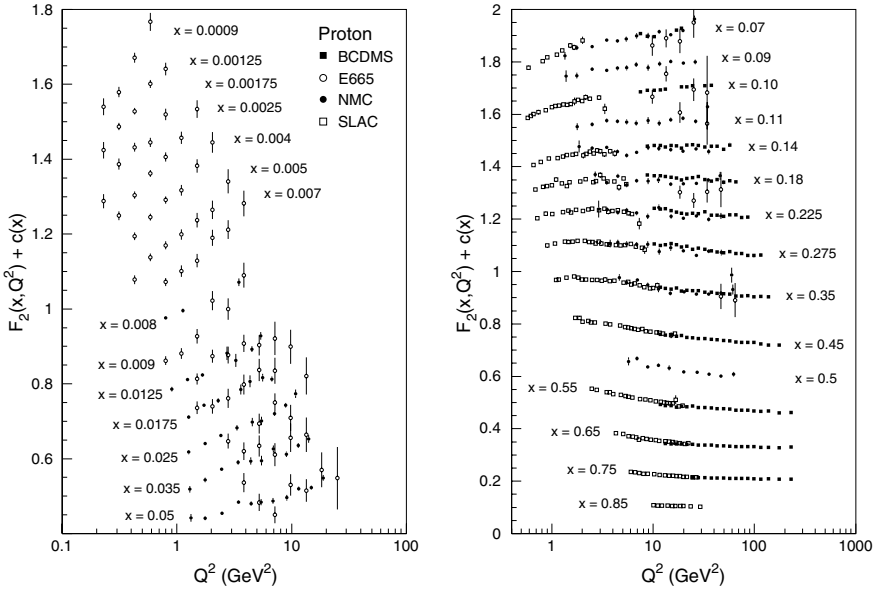 F2(x,Q2) + c(x)
1.8
1.6
1.4
1.2
1
0.8
0.6
x = 0.0009
x = 0.00125
x = 0.00175
x = 0.0025
x = 0.004
x = 0.005
x = 0.007
x = 0.008
x = 0.009
x = 0.0125
x = 0.0175
x = 0.025
x = 0.035
x = 0.05
Proton
BCDMS
E665
NMC
SLAC
0.1
1
10
100
Q2 (GeV2)
F2(x,Q2) + c(x)
2
1.8
1.6
1.4
1.2
1
0.8
0.6
0.4
0.2
0
x = 0.07
x = 0.09
x = 0.10
x = 0.11
x = 0.14
x = 0.18
x = 0.225
x = 0.275
x = 0.35
x = 0.45
x = 0.5
x = 0.55
x = 0.65
x = 0.75
x = 0.85
1
10
100
1000
Q2 (GeV2)